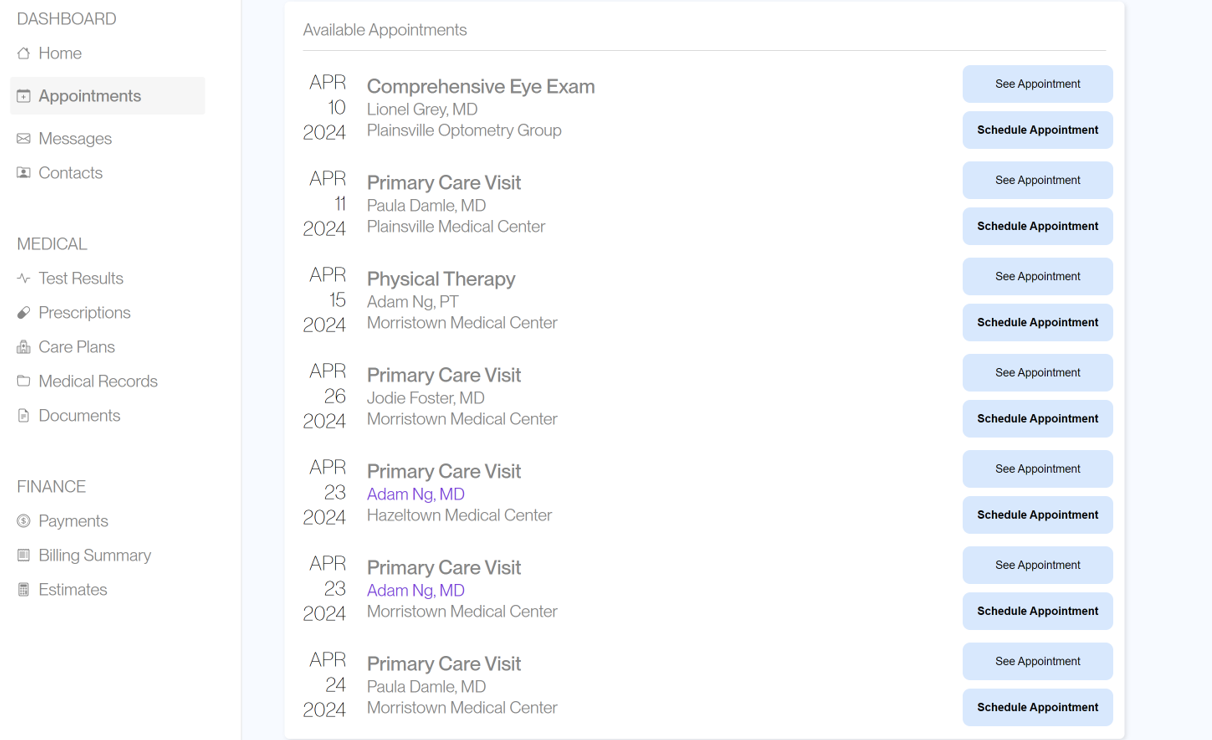 DASHBOARD
Home
Appointments
Messages
Contacts
MEDICAL
Test Results
Prescriptions
Care Plans
Medical Records
Documents
FINANCE
Payments
Billing Summary
Estimates
Available Appointments
APR
10
2024
Comprehensive Eye Exam
Lionel Grey, MD
Plainsville Optometry Group
See Appointment
Schedule Appointment
APR
11
2024
Primary Care Visit
Paula Damle, MD
Plainsville Medical Center
See Appointment
Schedule Appointment
APR
15
2024
Physical Therapy
Adam Ng, PT
Morristown Medical Center
See Appointment
Schedule Appointment
APR
26
2024
Primary Care Visit
Jodie Foster, MD
Morristown Medical Center
See Appointment
Schedule Appointment
APR
23
2024
Primary Care Visit
Adam Ng, MD
Hazeltown Medical Center
See Appointment
Schedule Appointment
APR
23
2024
Primary Care Visit
Adam Ng, MD
Morristown Medical Center
See Appointment
Schedule Appointment
APR
24
2024
Primary Care Visit
Paula Damle, MD
Morristown Medical Center
See Appointment
Schedule Appointment